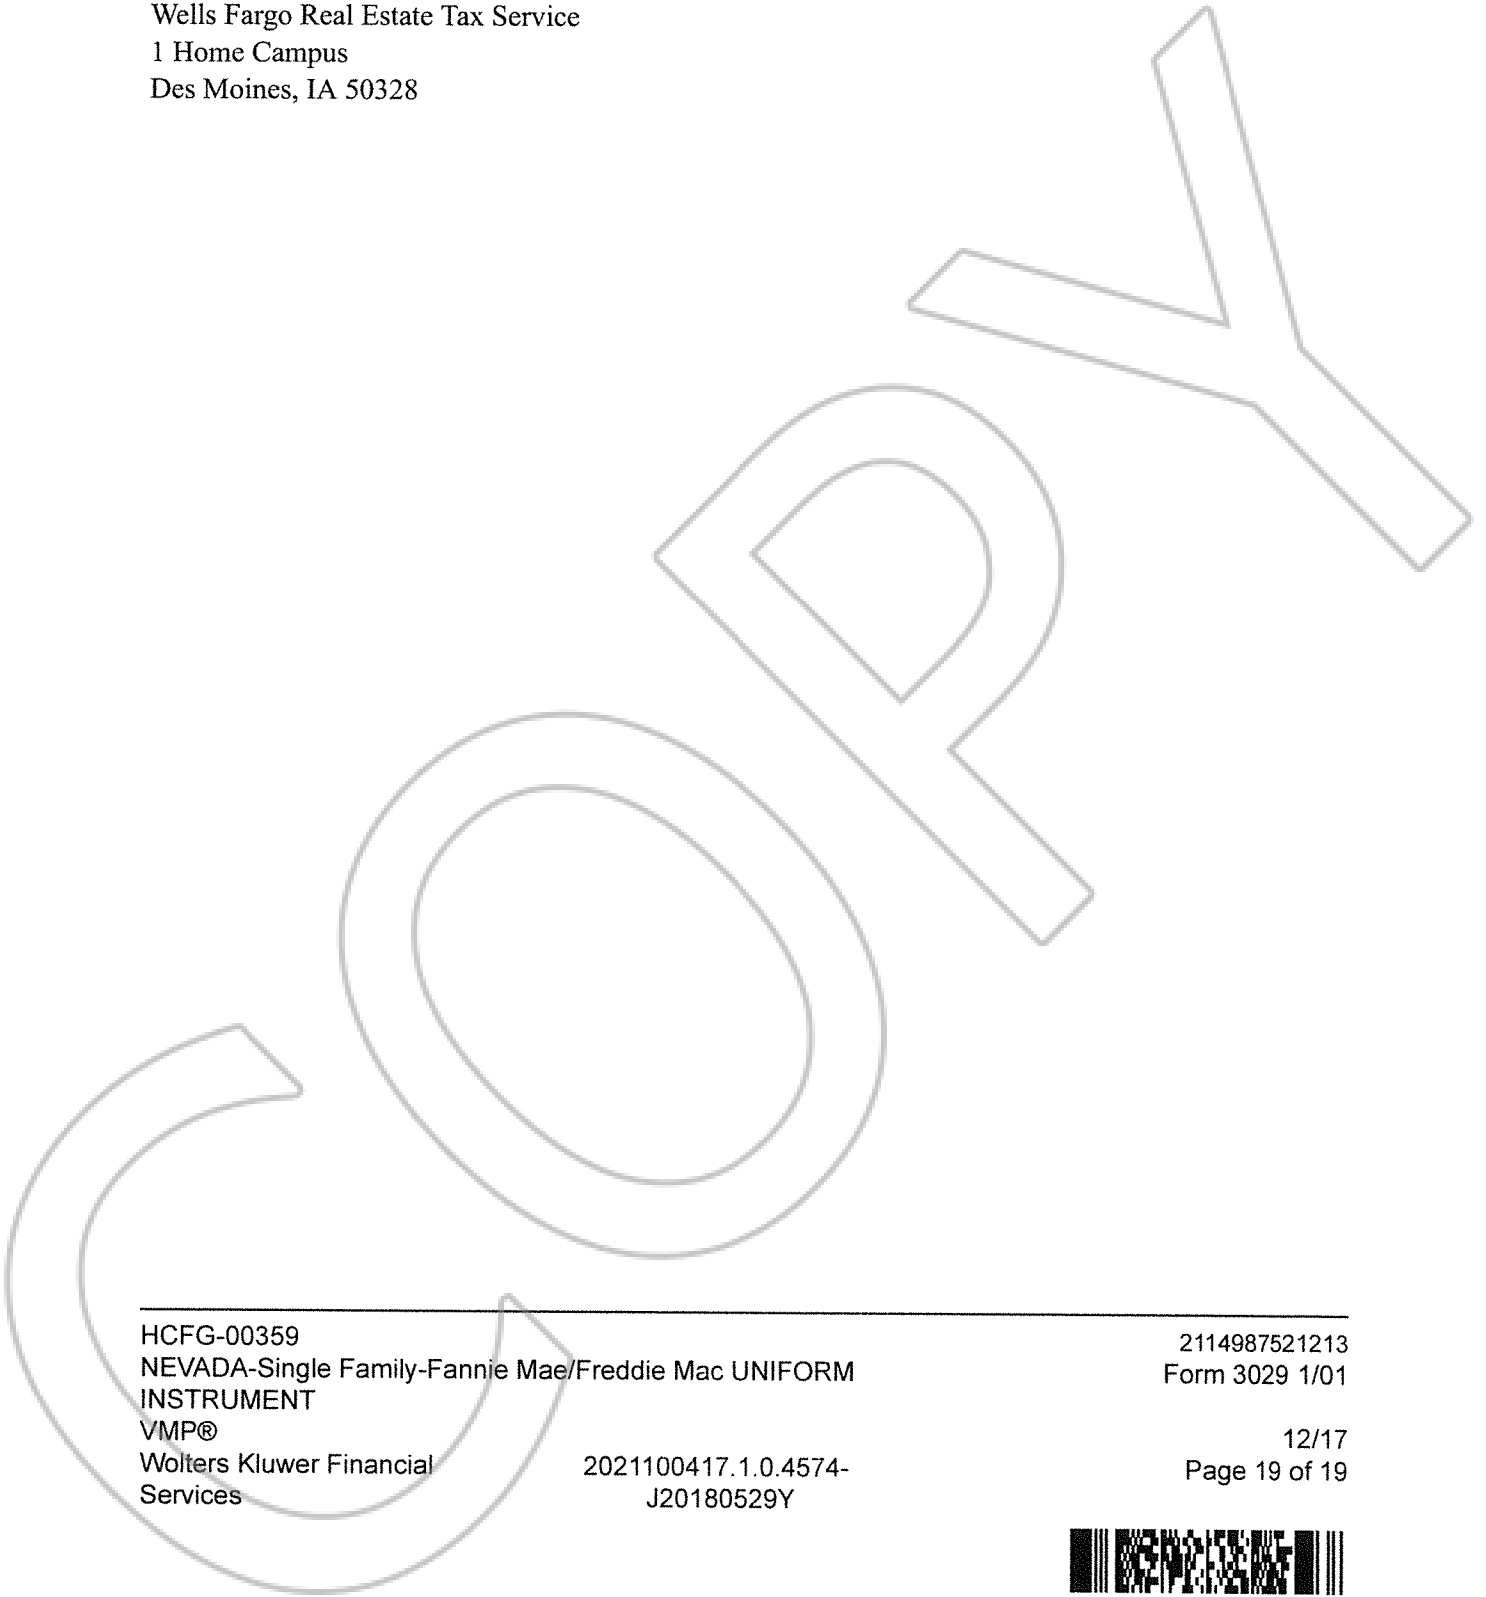 Wells Fargo Real Estate Tax Service
1 Home Campus
Des Moines, IA 50328
COPY
HCFG-00359
2114987521213
NEVADA-Single Family-Fannie Mae/Freddie Mac UNIFORM
Form 3029 1/01
INSTRUMENT
VMP®
12/17
Wolters Kluwer Financial
2021100417.1.0.4574-
Page 19 of 19
Services
J20180529Y